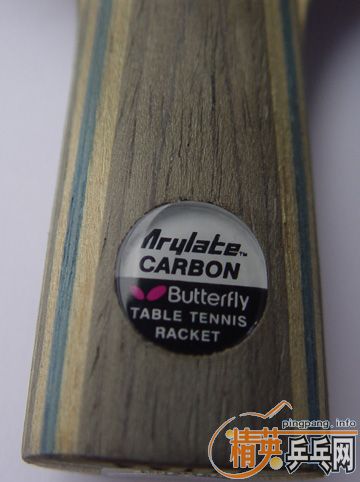 Arylate™
CARBON
Butterfly
TABLE TENNIS
RACKET
pingpang.info
精英乒乓网